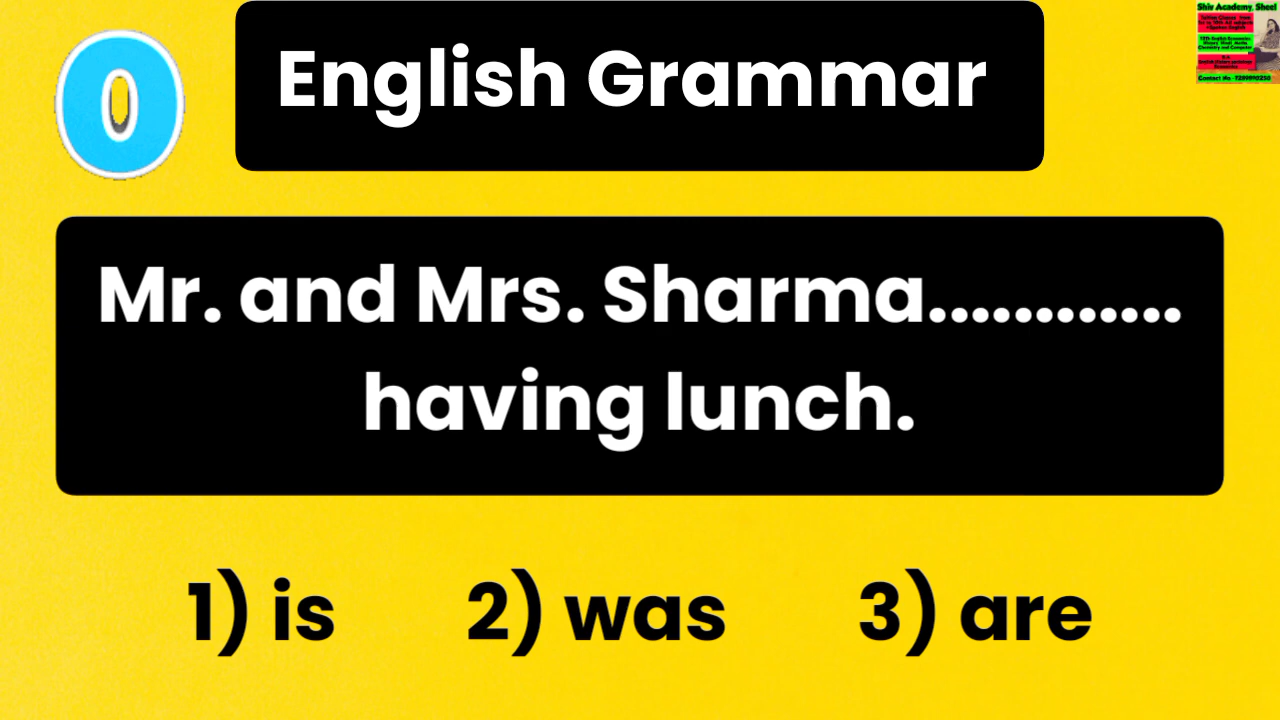 Shiv Academy, Sheel
0
English Grammar
Mr. and Mrs. Sharma............
having lunch.
1) is 2) was 3) are